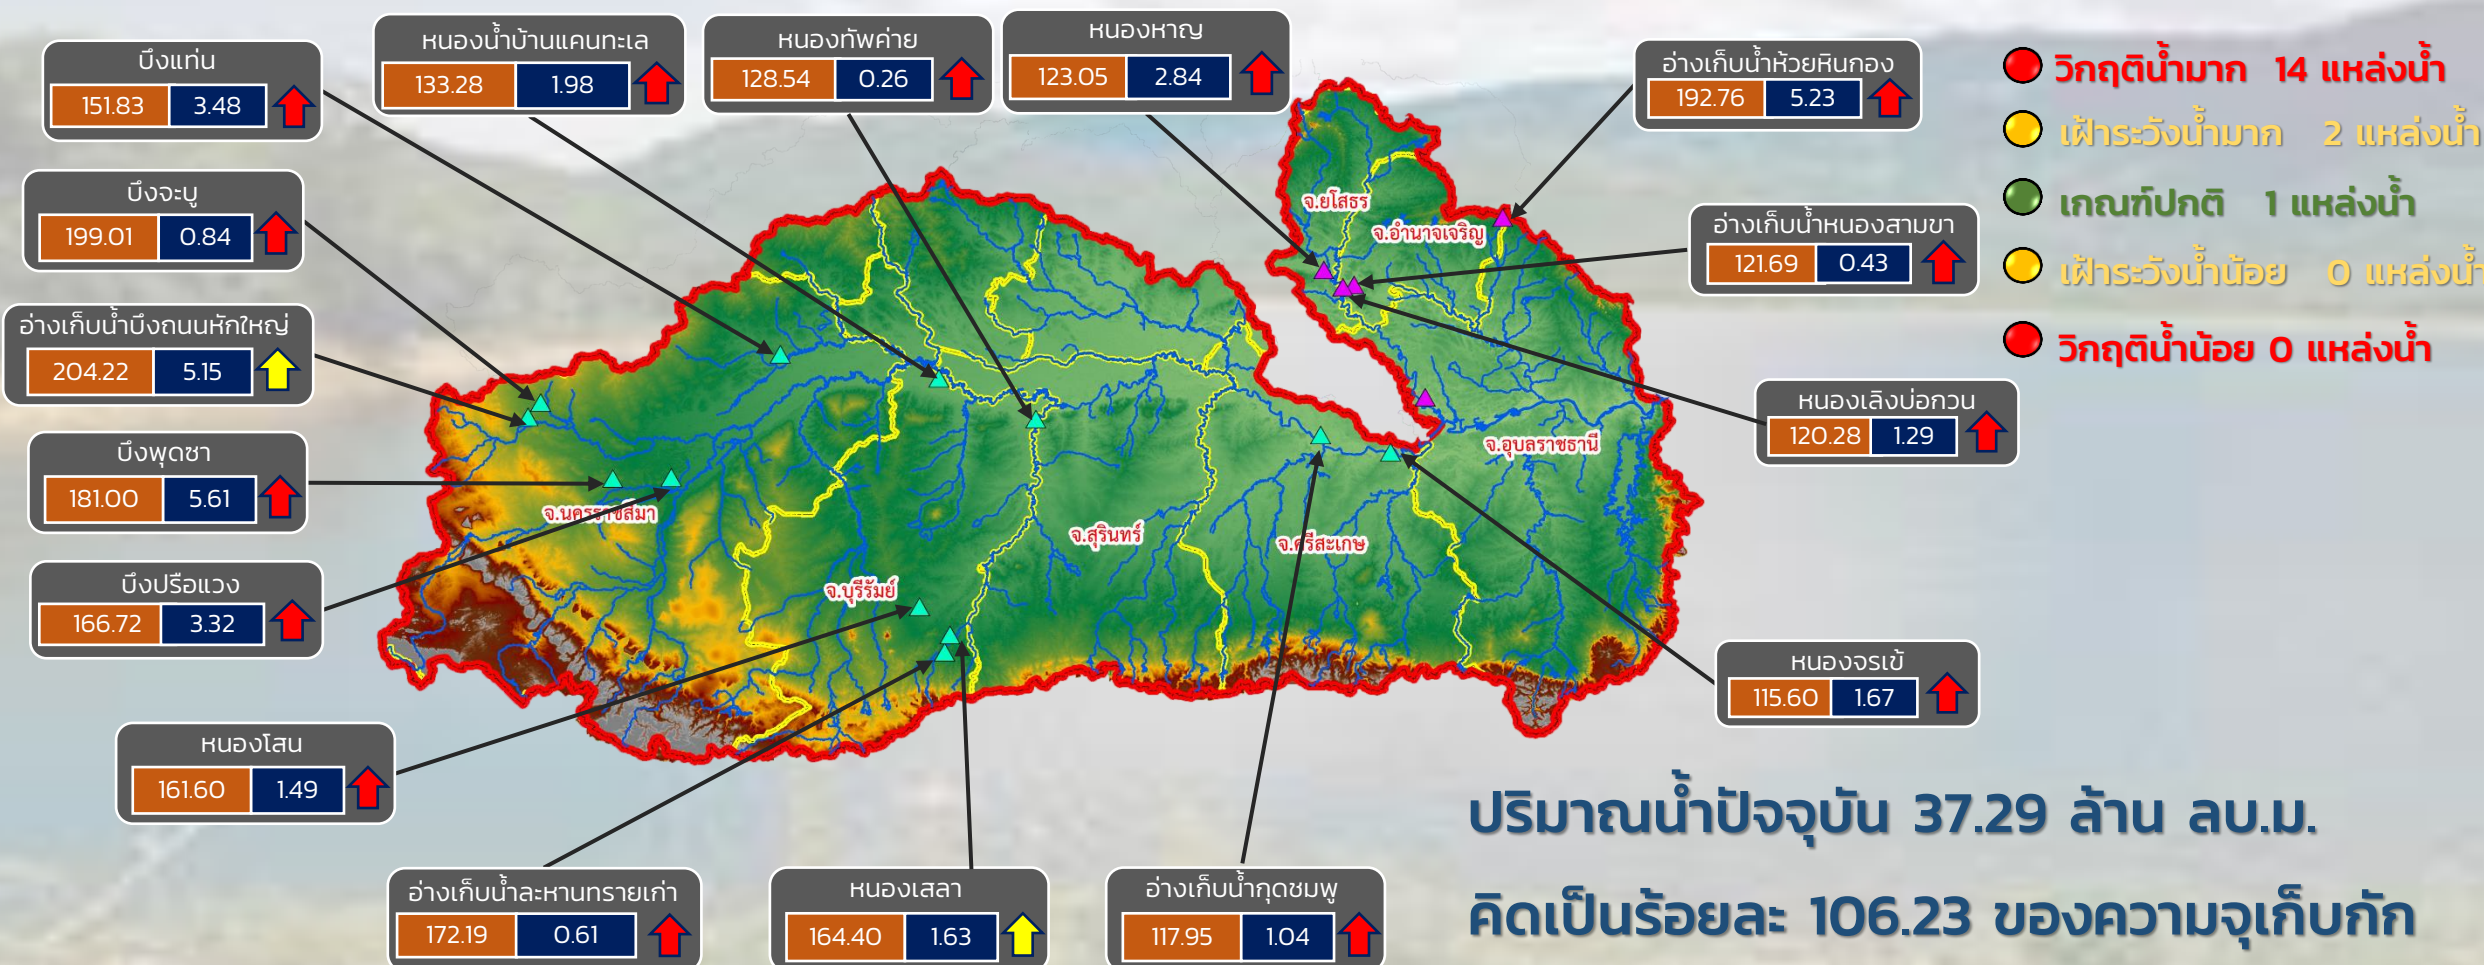 บึงแท่น
151.83 3.48
หนองน้ำบ้านแคนทะเล
133.28 1.98
หนองทัพค่าย
128.54 0.26
หนองหาญ
123.05 2.84
อ่างเก็บน้ำห้วยหินกอง
192.76 5.23
วิกฤติน้ำมาก 14 แหล่งน้ำ
เฝ้าระวังน้ำมาก 2 แหล่งน้ำ
เกณฑ์ปกติ 1 แหล่งน้ำ
เฝ้าระวังน้ำน้อย 0 แหล่งน้ำ
วิกฤติน้ำน้อย 0 แหล่งน้ำ
บึงจะบู
199.01 0.84
อ่างเก็บน้ำบึงถนนหักใหญ่
204.22 5.15
บึงพุดซา
181.00 5.61
บึงปรือแวง
166.72 3.32
หนองโสน
161.60 1.49
อ่างเก็บน้ำละหานทรายเก่า
172.19 0.61
หนองเสลา
164.40 1.63
อ่างเก็บน้ำกุดชมพู
117.95 1.04
อ่างเก็บน้ำหนองสามขา
121.69 0.43
หนองเลิงบ่อกวน
120.28 1.29
หนองจรเข้
115.60 1.67
จ.ยโสธร
จ.อำนาจเจริญ
จ.อุบลราชธานี
จ.นครราชสีมา
จ.บุรีรัมย์
จ.สุรินทร์
จ.ศรีสะเกษ
ปริมาณน้ำปัจจุบัน 37.29 ล้าน ลบ.ม.
คิดเป็นร้อยละ 106.23 ของความจุเก็บกัก